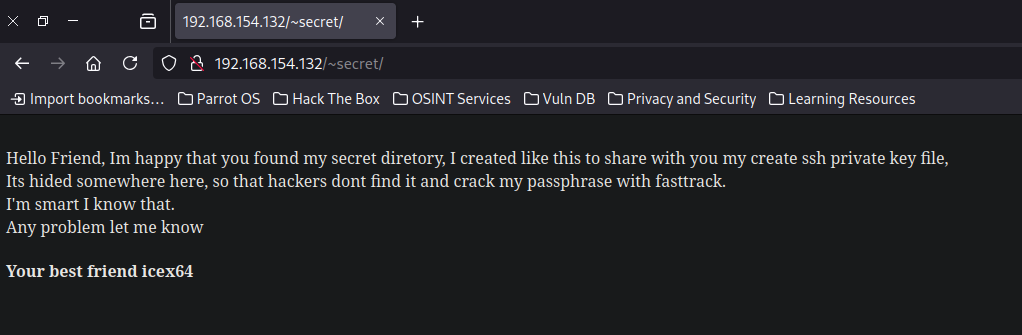 192.168.154.132/~secret/
192.168.154.132/~secret/
Import bookmarks... Parrot OS Hack The Box OSINT Services Vuln DB Privacy and Security Learning Resources
Hello Friend, Im happy that you found my secret diretory, I created like this to share with you my create ssh private key file,
Its hided somewhere here, so that hackers dont find it and crack my passphrase with fasttrack.
I'm smart I know that.
Any problem let me know
Your best friend icex64